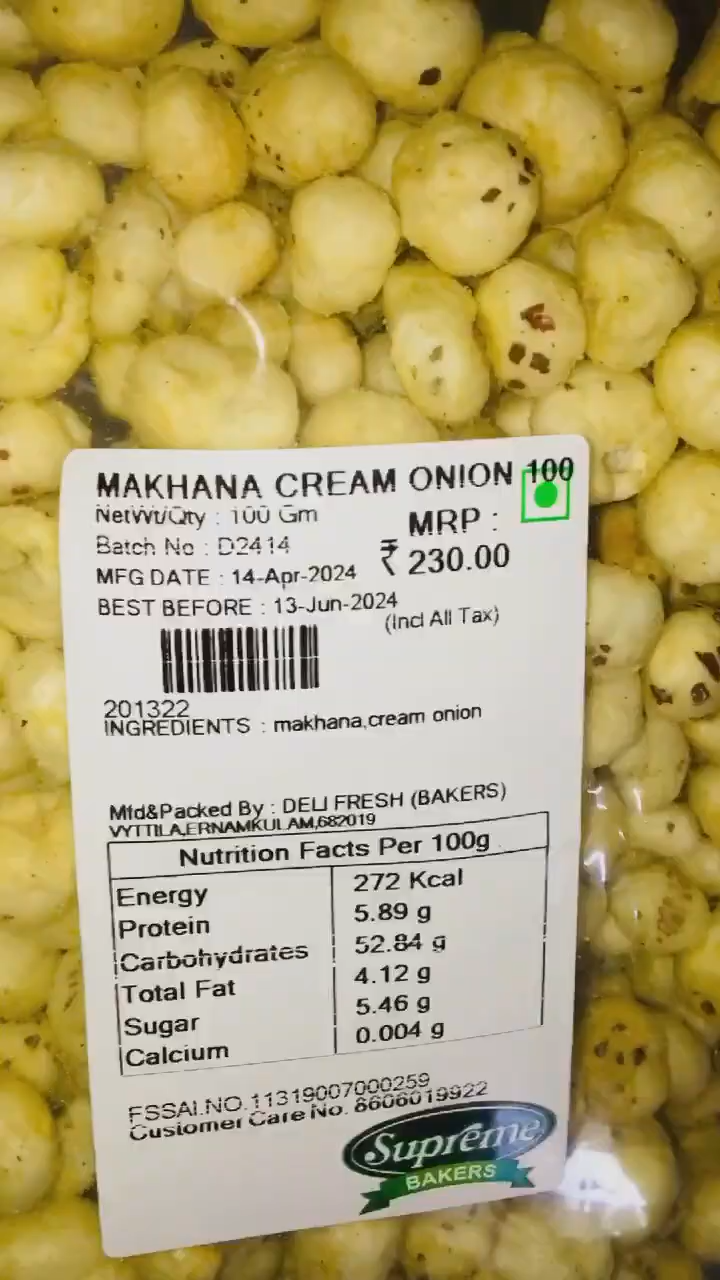 MAKHANA CREAM ONION 100
NetWt/Qty : 100 Gm
MRP :
Batch No : D2414
₹ 230.00
MFG DATE : 14-Apr-2024
BEST BEFORE : 13-Jun-2024
(Incl All Tax)
201322
INGREDIENTS : makhana,cream onion
Mfd&Packed By : DELI FRESH (BAKERS)
VYTTILA,ERNAMKULAM,682019
Nutrition Facts Per 100g
Energy 272 Kcal
Protein 5.89 g
Carbohydrates 52.84 g
Total Fat 4.12 g
Sugar 5.46 g
Calcium 0.004 g
FSSAI.NO.11319007000259
Customer Care No. 8606019922
Supreme
BAKERS